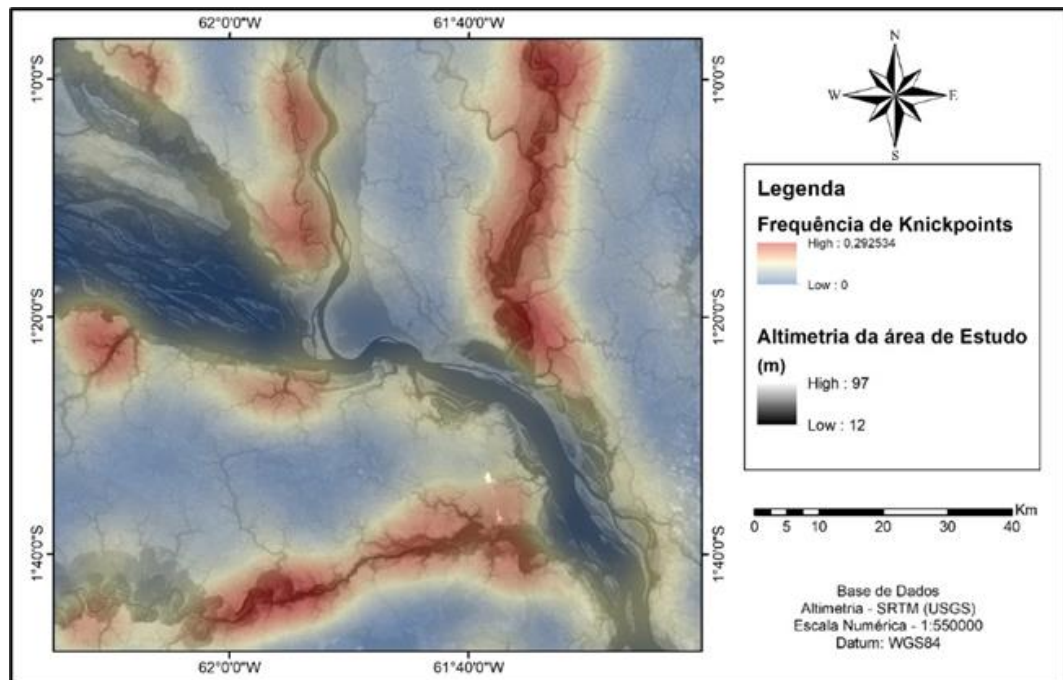 62°0'0"W
61°40'0"W
1°0'0"S
1°20'0"S
1°40'0"S
1°0'0"S
1°20'0"S
1°40'0"S
62°0'0"W
61°40'0"W
N
W
E
S
Legenda
Frequência de Knickpoints
High : 0,292534
Low : 0
Altimetria da área de Estudo
(m)
High : 97
Low : 12
Km
0 5 10 20 30 40
Base de Dados
Altimetria - SRTM (USGS)
Escala Numérica - 1:550000
Datum: WGS84